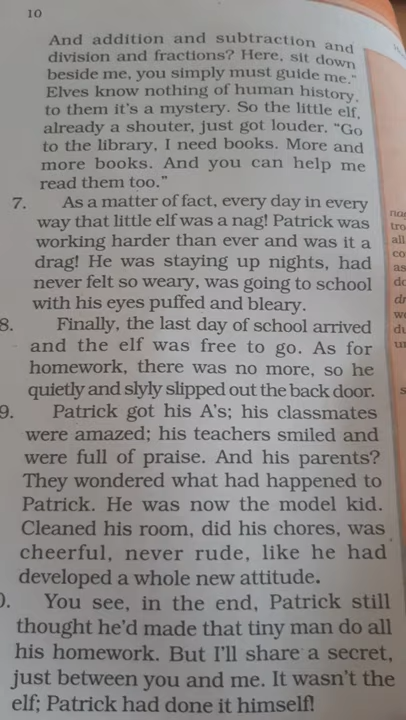 10
And addition and subtraction and
division and fractions? Here, sit down
beside me, you simply must guide me."
Elves know nothing of human history,
to them it's a mystery. So the little elf,
already a shouter, just got louder. "Go
to the library, I need books. More and
more books. And you can help me
read them too."
7. As a matter of fact, every day in every
way that little elf was a nag! Patrick was
working harder than ever and was it a
drag! He was staying up nights, had
never felt so weary, was going to school
with his eyes puffed and bleary.
8. Finally, the last day of school arrived
and the elf was free to go. As for
homework, there was no more, so he
quietly and slyly slipped out the back door.
9. Patrick got his A's; his classmates
were amazed; his teachers smiled and
were full of praise. And his parents?
They wondered what had happened to
Patrick. He was now the model kid.
Cleaned his room, did his chores, was
cheerful, never rude, like he had
developed a whole new attitude.
0. You see, in the end, Patrick still
thought he'd made that tiny man do all
his homework. But I'll share a secret,
just between you and me. It wasn't the
elf; Patrick had done it himself!